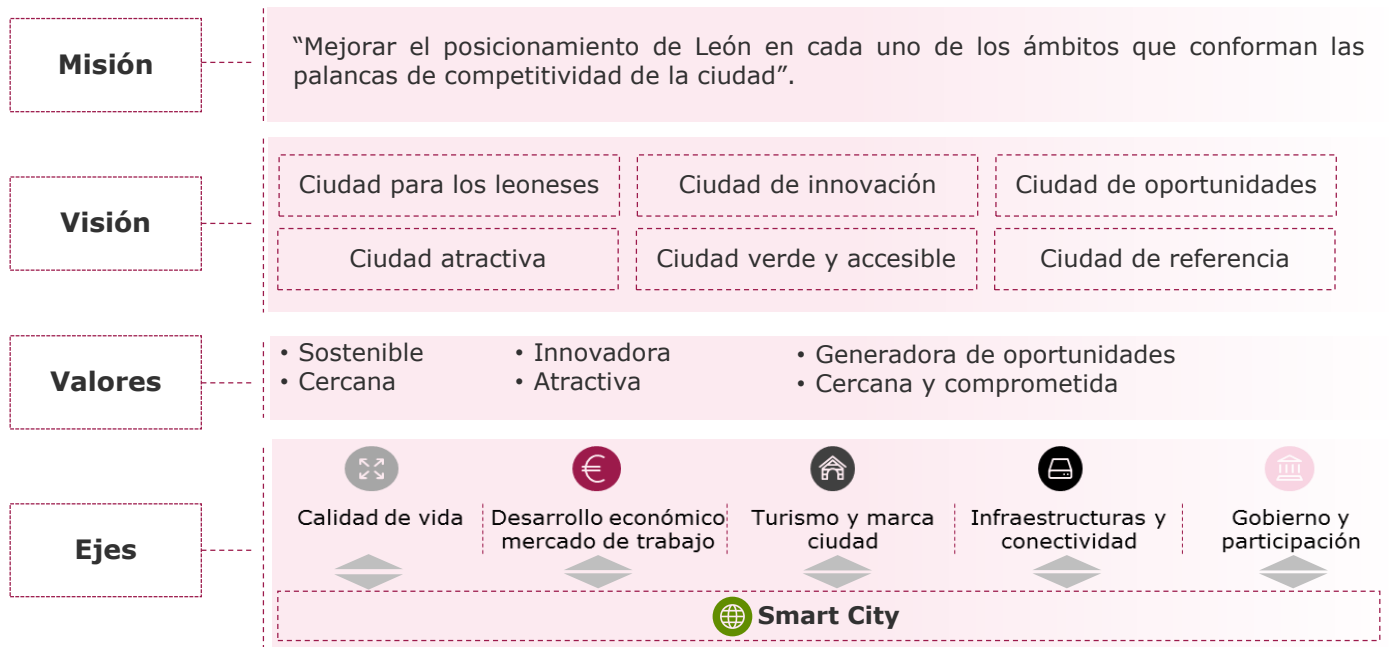 Misión
“Mejorar el posicionamiento de León en cada uno de los ámbitos que conforman las
palancas de competitividad de la ciudad”.
Visión
Ciudad para los leoneses
Ciudad de innovación
Ciudad de oportunidades
Ciudad atractiva
Ciudad verde y accesible
Ciudad de referencia
Valores
• Sostenible
• Cercana
• Innovadora
• Atractiva
• Generadora de oportunidades
• Cercana y comprometida
Ejes
Calidad de vida
Desarrollo económico
mercado de trabajo
Turismo y marca
ciudad
Infraestructuras y
conectividad
Gobierno y
participación
Smart City